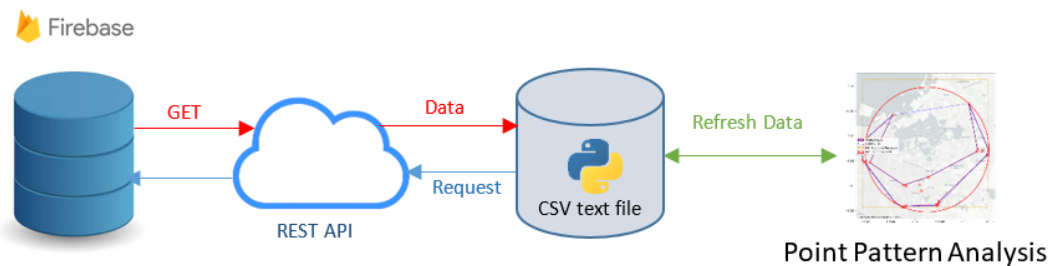 Firebase
GET
Data
Refresh Data
Request
CSV text file
REST API
Point Pattern Analysis